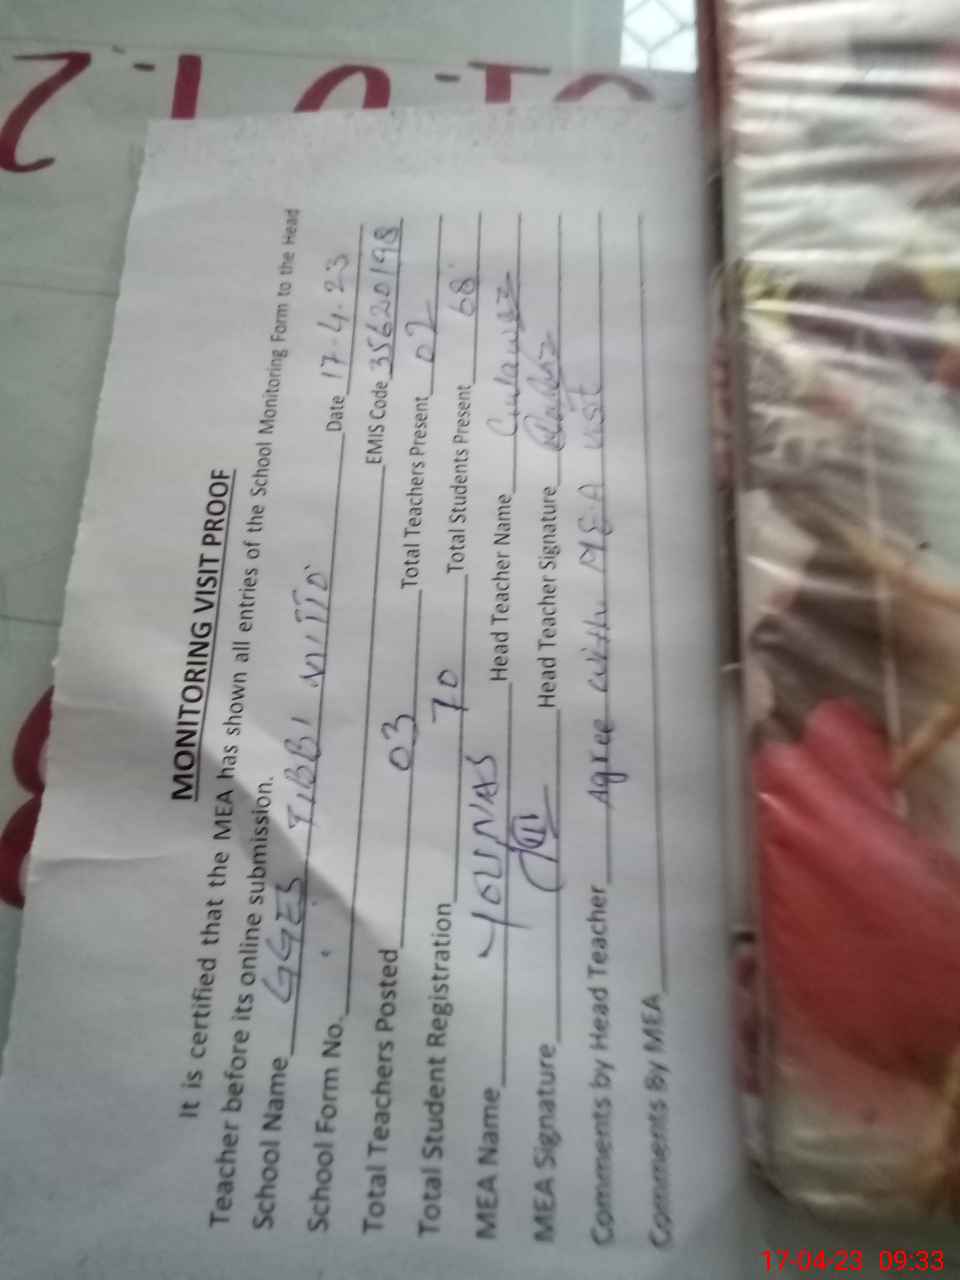 MONITORING VISIT PROOF
It is certified that the MEA has shown all entries of the School Monitoring Form to the Head
Teacher before its online submission.
School Name GGES TIBBI MITTO Date 17.4.23
School Form No. EMIS Code 35620198
Total Teachers Posted 03 Total Teachers Present 02
Total Student Registration 70 Total Students Present 68
MEA Name YOUNAS Head Teacher Name
MEA Signature Head Teacher Signature
Comments by Head Teacher Agree with MEA
Comments By MEA
17-04-23 09:33